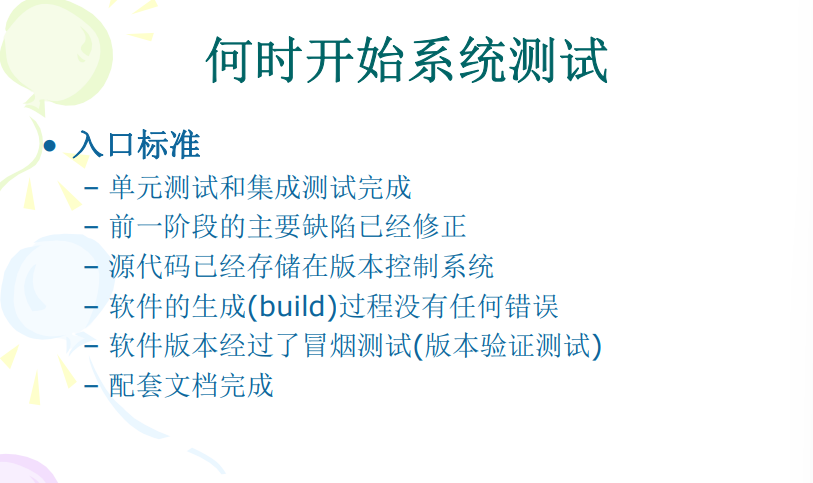 何时开始系统测试
• 入口标准
– 单元测试和集成测试完成
– 前一阶段的主要缺陷已经修正
– 源代码已经存储在版本控制系统
– 软件的生成(build)过程没有任何错误
– 软件版本经过了冒烟测试(版本验证测试)
– 配套文档完成